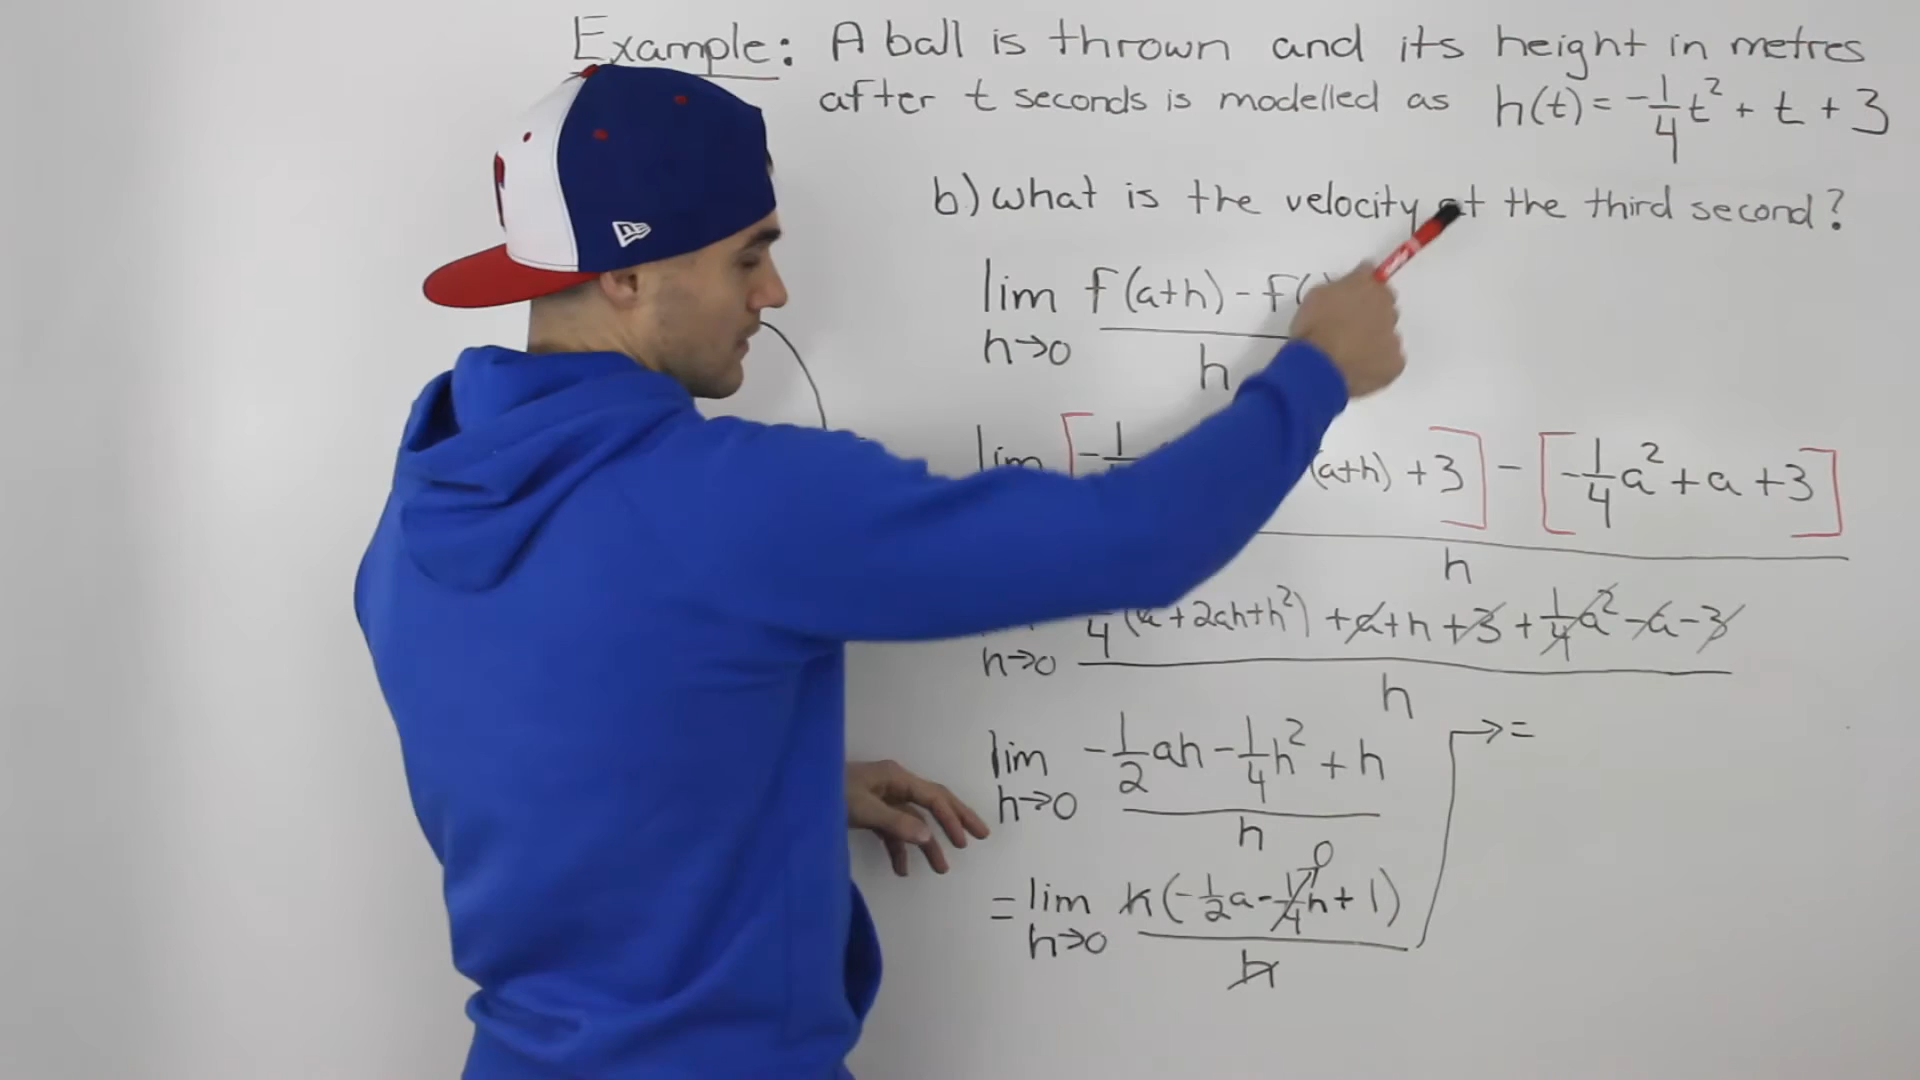 Example: A ball is thrown and its height in metres
after t seconds is modelled as h(t) = -1/4 t² + t + 3
b) what is the velocity at the third second?
lim h→0 f(a+h) - f(
h
lim [-1/4 (a+h) + 3] - [-1/4 a² + a + 3]
h
h→0 4 (a + 2ah + h²) + a + h + 3 + 1/4 a² - a - 3
h
lim h→0 -1/2 ah - 1/4 h² + h
h
→ =
= lim h→0 h(-1/2 a - 1/4 h + 1)
0
h